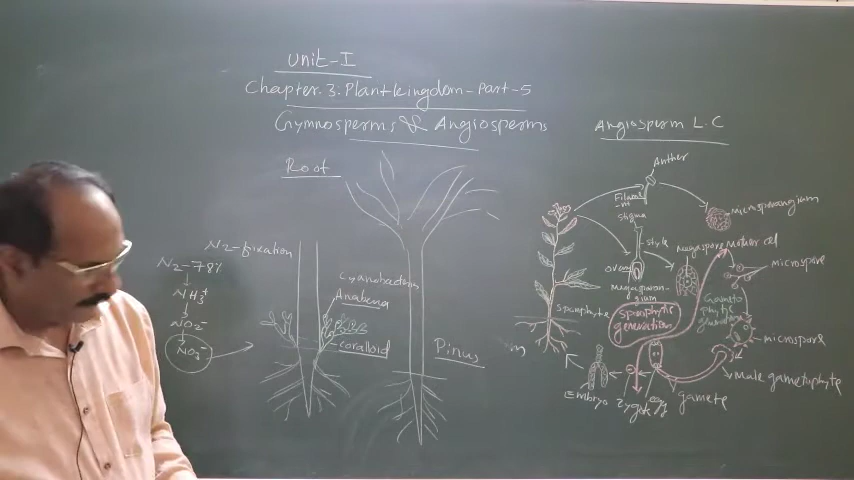 Unit-I
Chapter.3: Plant kingdom-Part-5
Gymnosperms & Angiosperms
Root
N2-fixation
N2-78%
NH3+
NO2-
NO3
cyanobacteria
Anabena
coralloid
Pinus
Angiosperm L.C
Anther
Filament
stigma
style
ovary
Megasporangium
microsporangium
Megaspore Mother cell
microspore
Gameto
phytic
generation
microspore
male gametophyte
sporophyte
sporophytic
generation
Embryo
Zygote
egg
gamete